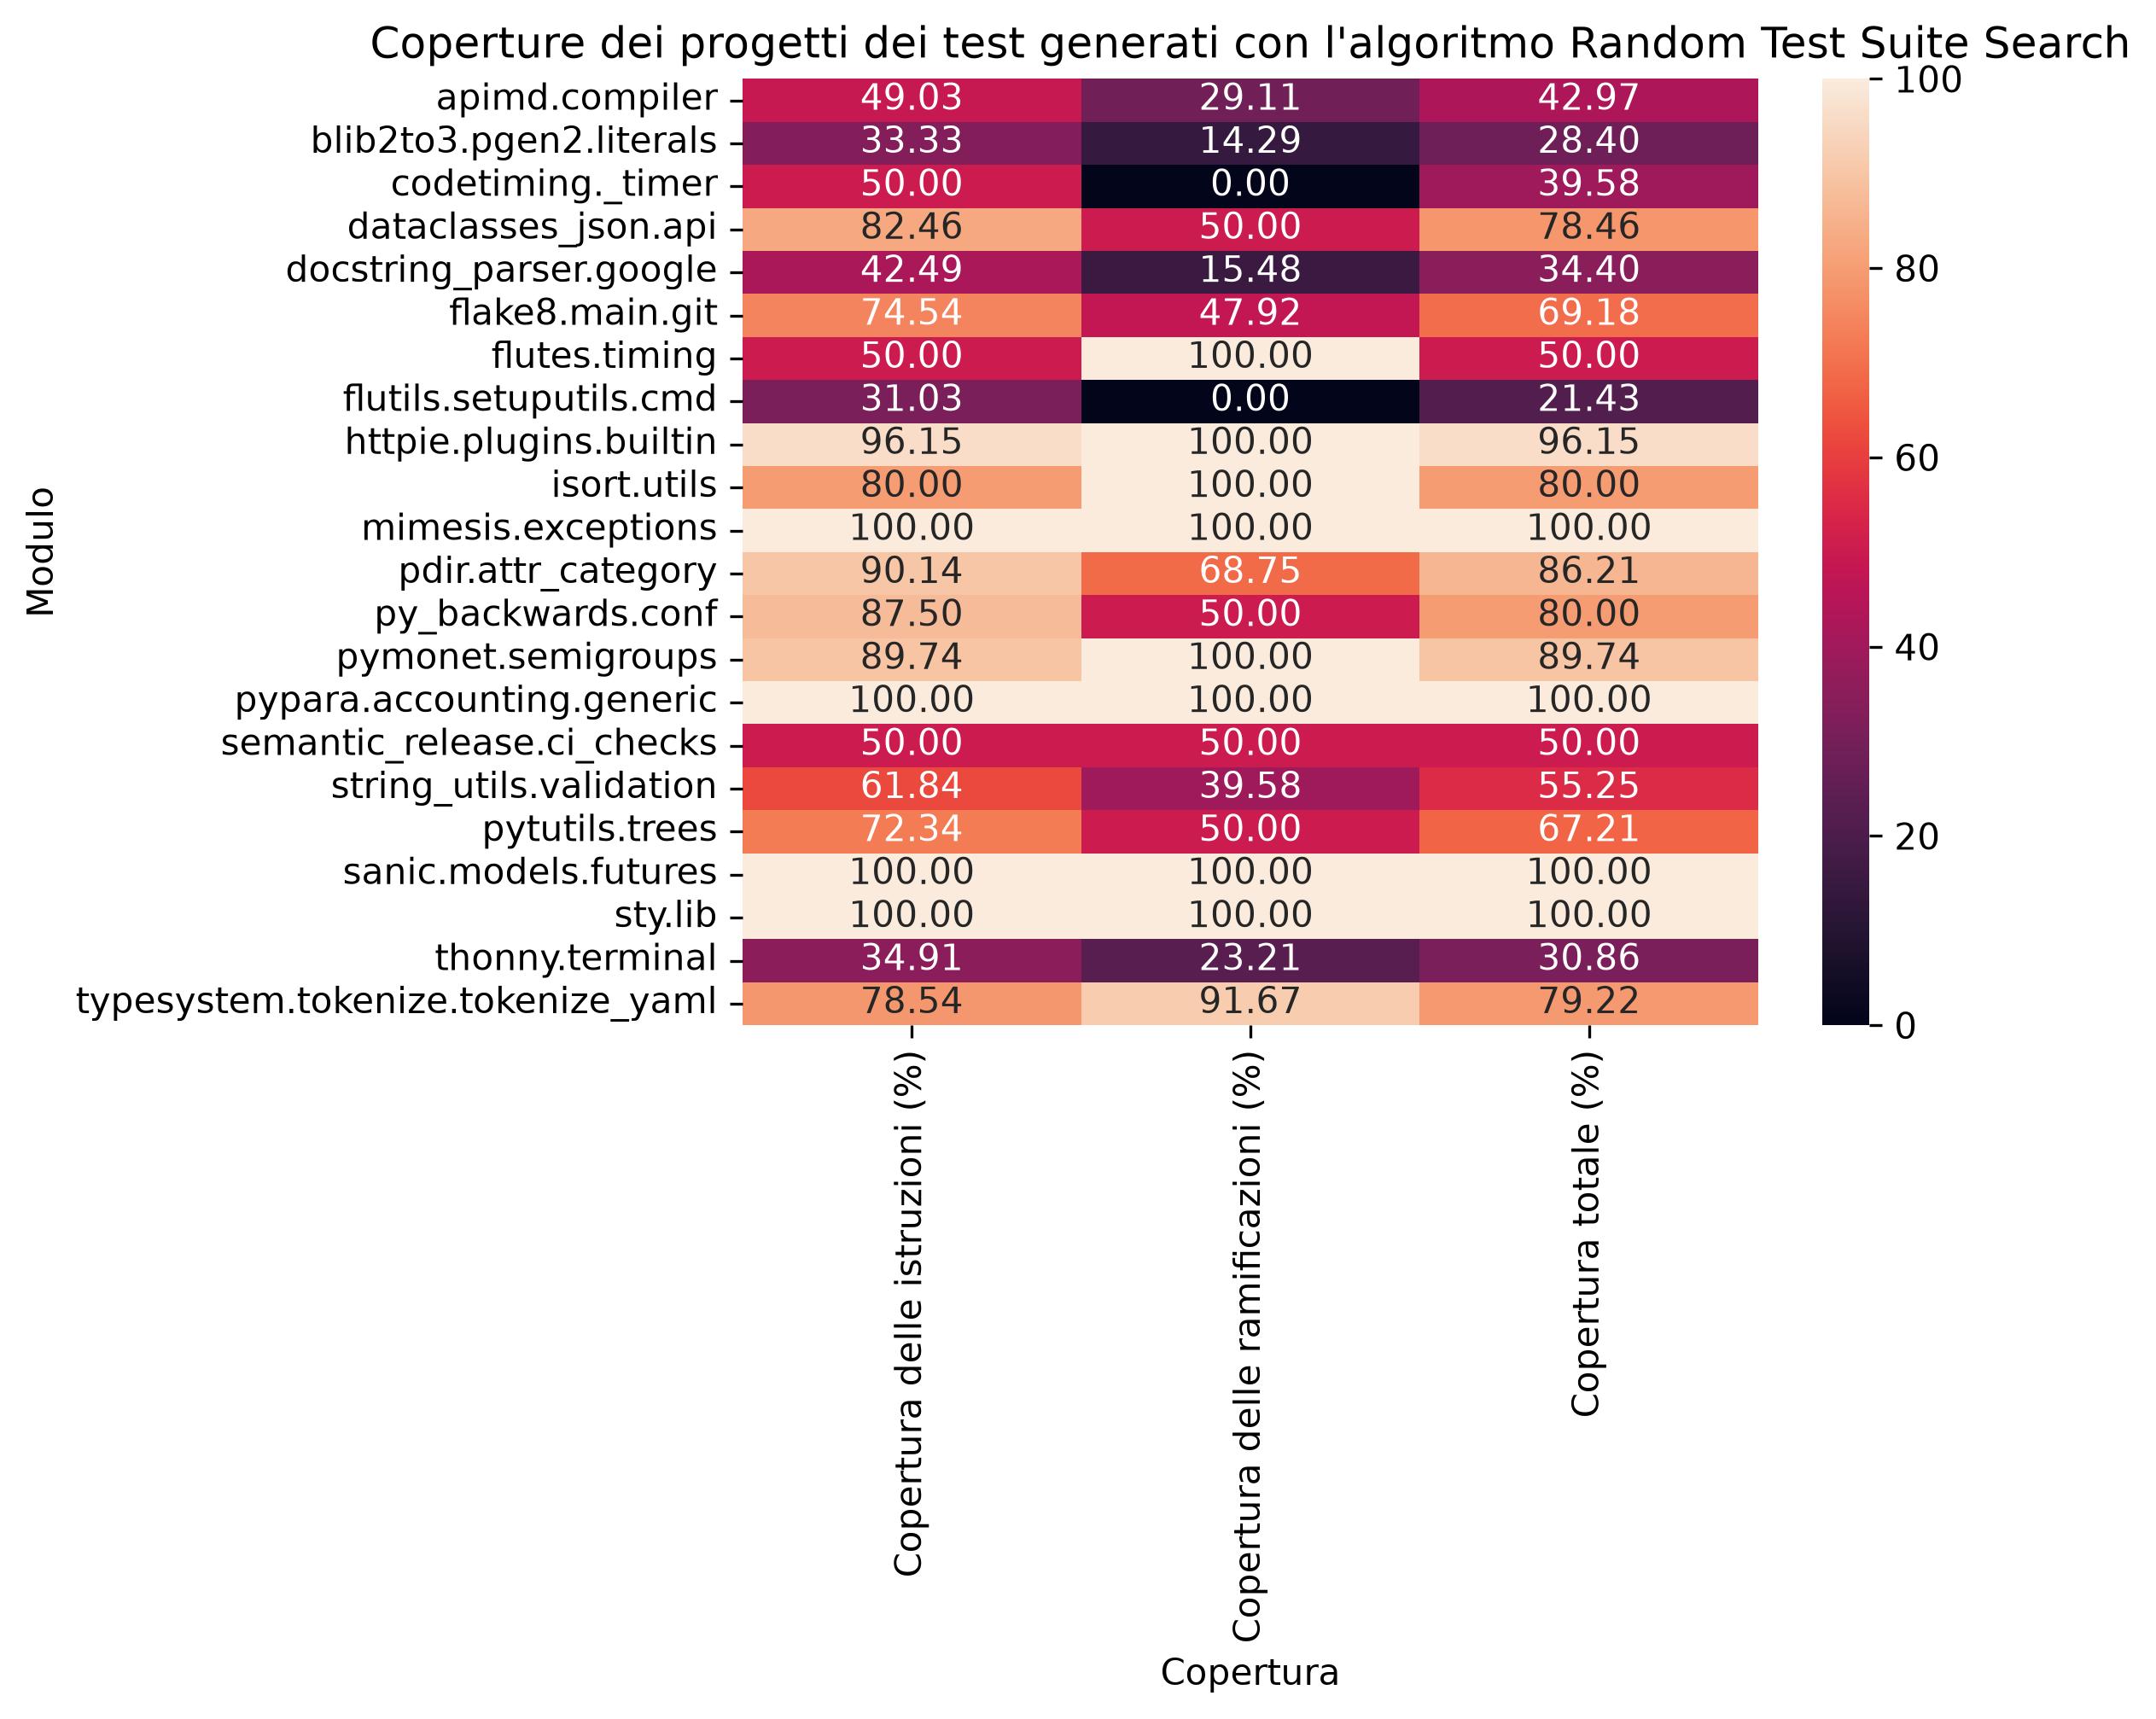 Coperture dei progetti dei test generati con l'algoritmo Random Test Suite Search
Modulo
apimd.compiler 49.03 29.11 42.97
blib2to3.pgen2.literals 33.33 14.29 28.40
codetiming._timer 50.00 0.00 39.58
dataclasses_json.api 82.46 50.00 78.46
docstring_parser.google 42.49 15.48 34.40
flake8.main.git 74.54 47.92 69.18
flutes.timing 50.00 100.00 50.00
flutils.setuputils.cmd 31.03 0.00 21.43
httpie.plugins.builtin 96.15 100.00 96.15
isort.utils 80.00 100.00 80.00
mimesis.exceptions 100.00 100.00 100.00
pdir.attr_category 90.14 68.75 86.21
py_backwards.conf 87.50 50.00 80.00
pymonet.semigroups 89.74 100.00 89.74
pypara.accounting.generic 100.00 100.00 100.00
semantic_release.ci_checks 50.00 50.00 50.00
string_utils.validation 61.84 39.58 55.25
pytutils.trees 72.34 50.00 67.21
sanic.models.futures 100.00 100.00 100.00
sty.lib 100.00 100.00 100.00
thonny.terminal 34.91 23.21 30.86
typesystem.tokenize.tokenize_yaml 78.54 91.67 79.22
100
80
60
40
20
0
Copertura delle istruzioni (%)
Copertura delle ramificazioni (%)
Copertura totale (%)
Copertura